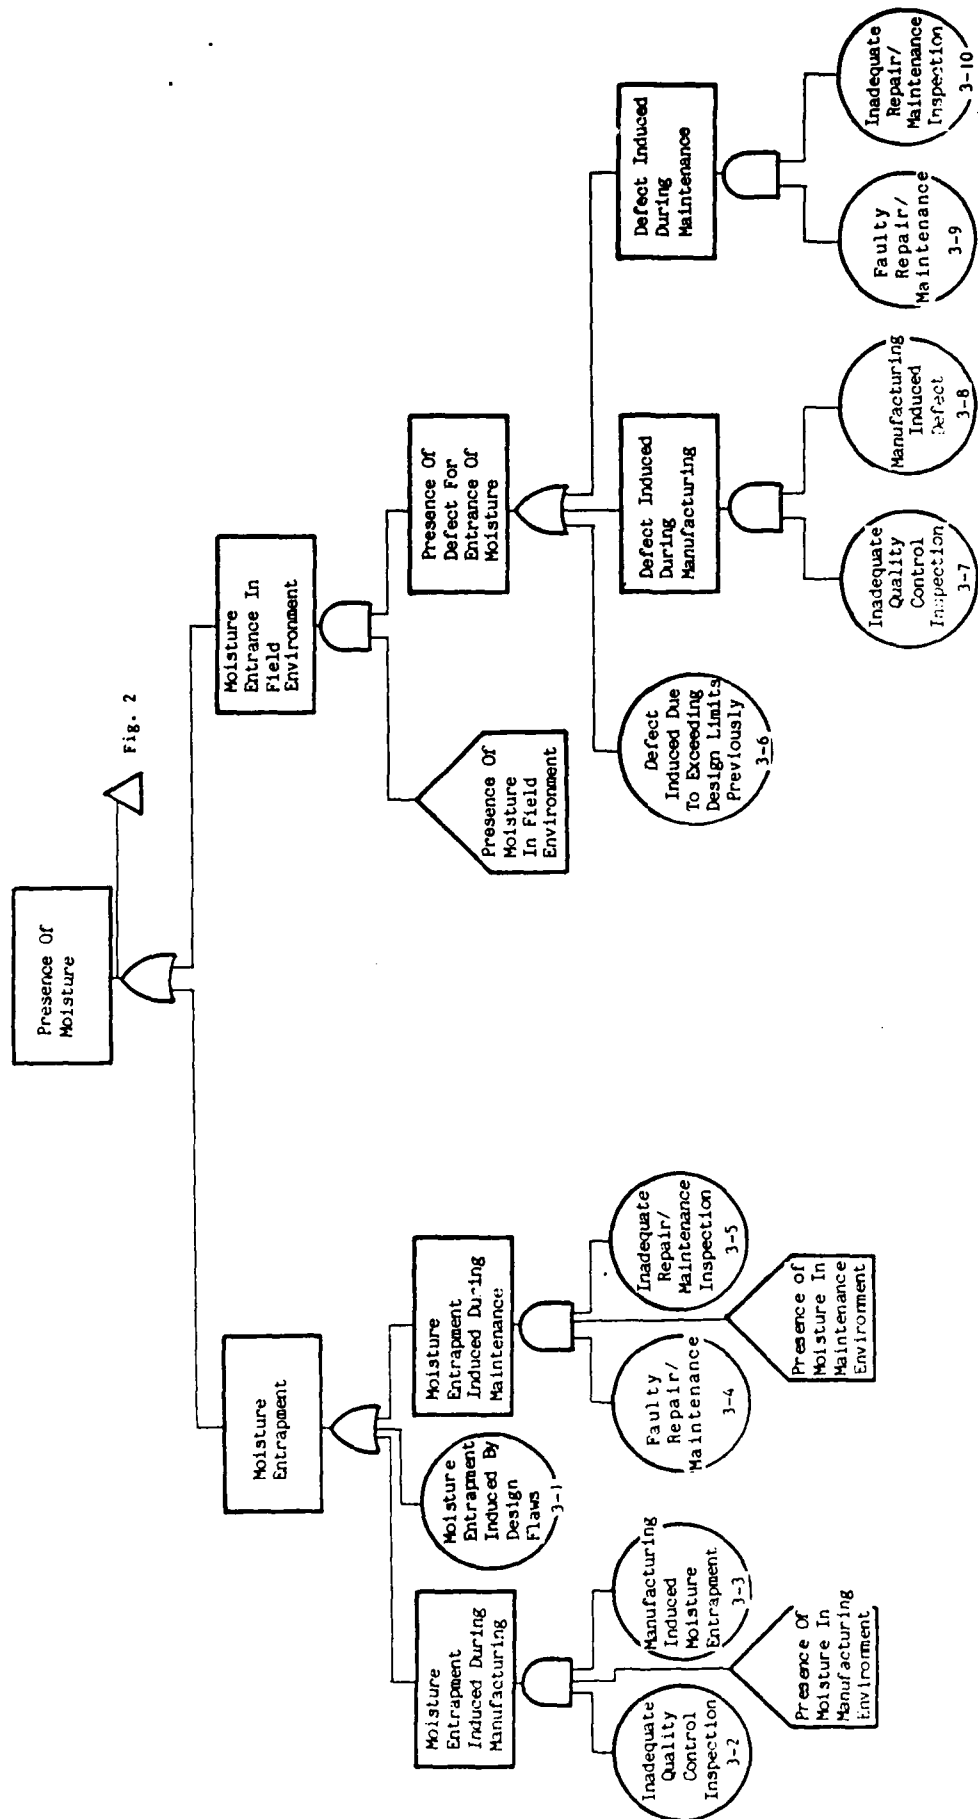 Presence Of
Moisture
Fig. 2
Moisture
Entrapment
Moisture
Entrance In
Field
Environment
Moisture
Entrapment
Induced During
Manufacturing
Moisture
Entrapment
Induced By
Design
Flaws
3-1
Moisture
Entrapment
Induced During
Maintenance
Presence Of
Moisture
In Field
Environment
Presence Of
Defect For
Entrance Of
Moisture
Inadequate
Quality
Control
Inspection
3-2
Manufacturing
Induced
Moisture
Entrapment
3-3
Faulty
Repair/
Maintenance
3-4
Inadequate
Repair/
Maintenance
Inspection
3-5
Defect
Induced Due
To Exceeding
Design Limits
Previously
3-6
Defect Induced
During
Manufacturing
Defect Induced
During
Maintenance
Presence Of
Moisture In
Manufacturing
Environment
Presence of
Moisture In
Maintenance
Environment
Inadequate
Quality
Control
Inspection
3-7
Manufacturing
Induced
Defect
3-8
Faulty
Repair/
Maintenance
3-9
Inadequate
Repair/
Maintenance
Inspection
3-10